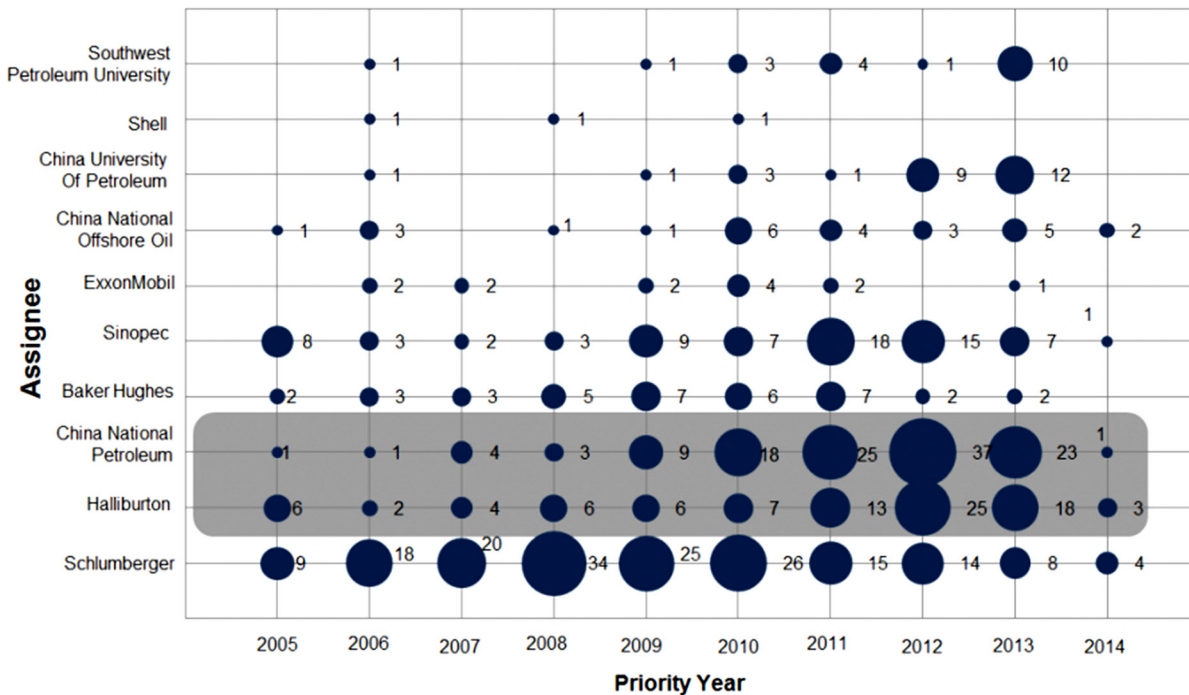 Southwest
Petroleum University
1 1 3 4 1 10
Shell
1 1 1
China University
Of Petroleum
1 1 3 1 9 12
China National
Offshore Oil
1 3 1 1 6 4 3 5 2
ExxonMobil
2 2 2 4 2 1
Sinopec
8 3 2 3 9 7 18 15 7 1
Baker Hughes
2 3 3 5 7 6 7 2 2
China National
Petroleum
1 1 4 3 9 18 25 37 23 1
Halliburton
6 2 4 6 6 7 13 25 18 3
Schlumberger
9 18 20 34 25 26 15 14 8 4
Assignee
2005 2006 2007 2008 2009 2010 2011 2012 2013 2014
Priority Year